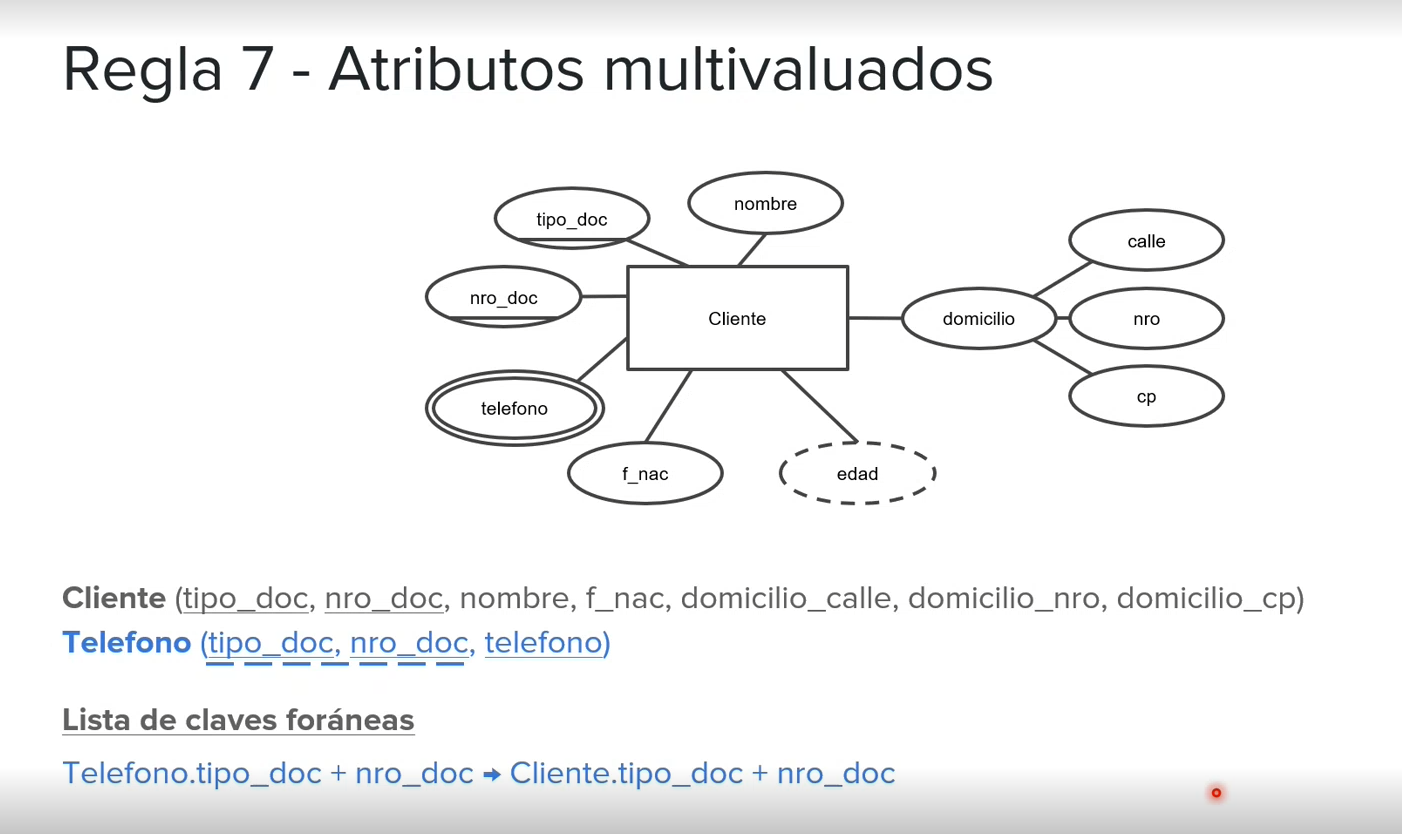 Regla 7 - Atributos multivaluados
nombre
tipo_doc
calle
nro_doc
Cliente
domicilio
nro
cp
telefono
f_nac
edad
Cliente (tipo_doc, nro_doc, nombre, f_nac, domicilio_calle, domicilio_nro, domicilio_cp)
Telefono (tipo_doc, nro_doc, telefono)
Lista de claves foráneas
Telefono.tipo_doc + nro_doc → Cliente.tipo_doc + nro_doc